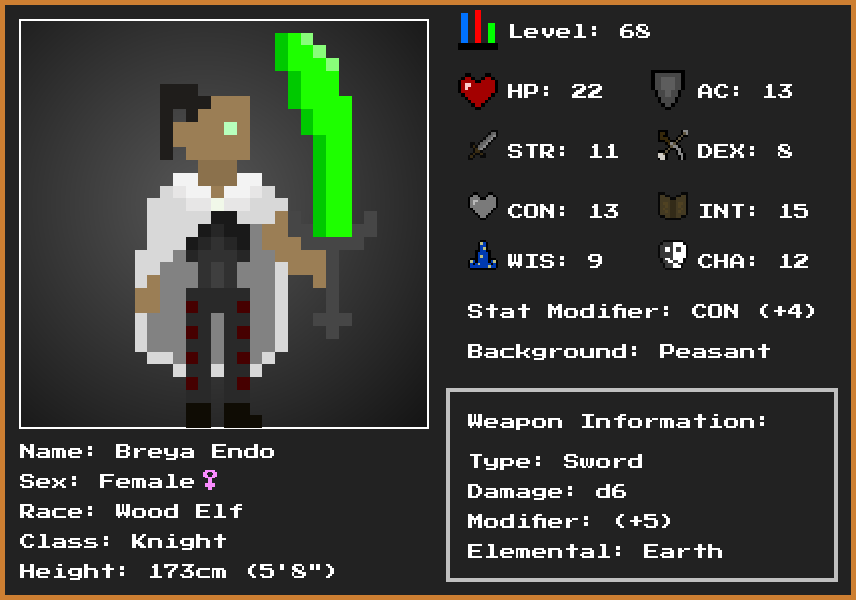 Level: 68
HP: 22 AC: 13
STR: 11 DEX: 8
CON: 13 INT: 15
WIS: 9 CHA: 12
Stat Modifier: CON (+4)
Background: Peasant
Weapon Information:
Type: Sword
Damage: d6
Modifier: (+5)
Elemental: Earth
Name: Breya Endo
Sex: Female♀
Race: Wood Elf
Class: Knight
Height: 173cm (5'8")